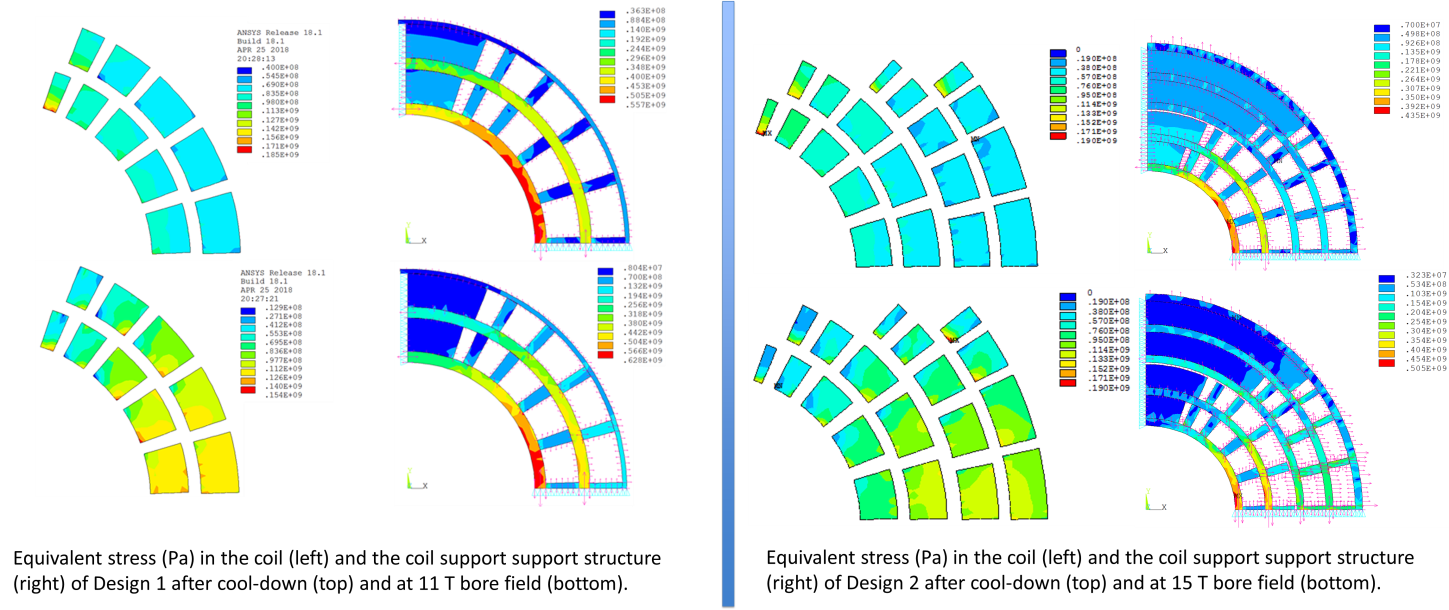 ANSYS Release 18.1
Build 18.1
APR 25 2018
20:28:13
.400E+08
.545E+08
.690E+08
.835E+08
.980E+08
.113E+09
.127E+09
.142E+09
.156E+09
.171E+09
.185E+09
.363E+08
.884E+08
.140E+09
.192E+09
.244E+09
.296E+09
.348E+09
.400E+09
.453E+09
.505E+09
.557E+09
Y
X
ANSYS Release 18.1
Build 18.1
APR 25 2018
20:27:21
.129E+08
.271E+08
.412E+08
.553E+08
.695E+08
.836E+08
.977E+08
.112E+09
.126E+09
.140E+09
.154E+09
.804E+07
.700E+08
.132E+09
.194E+09
.256E+09
.318E+09
.380E+09
.442E+09
.504E+09
.566E+09
.628E+09
Y
X
Equivalent stress (Pa) in the coil (left) and the coil support support structure
(right) of Design 1 after cool-down (top) and at 11 T bore field (bottom).
MX
MN
0
.190E+08
.380E+08
.570E+08
.760E+08
.950E+08
.114E+09
.133E+09
.152E+09
.171E+09
.190E+09
.700E+07
.498E+08
.926E+08
.135E+09
.178E+09
.221E+09
.264E+09
.307E+09
.350E+09
.392E+09
.435E+09
Y
X
MN
MX
0
.190E+08
.380E+08
.570E+08
.760E+08
.950E+08
.114E+09
.133E+09
.152E+09
.171E+09
.190E+09
.323E+07
.534E+08
.103E+09
.154E+09
.204E+09
.254E+09
.304E+09
.354E+09
.404E+09
.454E+09
.505E+09
Y
X
Equivalent stress (Pa) in the coil (left) and the coil support support structure
(right) of Design 2 after cool-down (top) and at 15 T bore field (bottom).